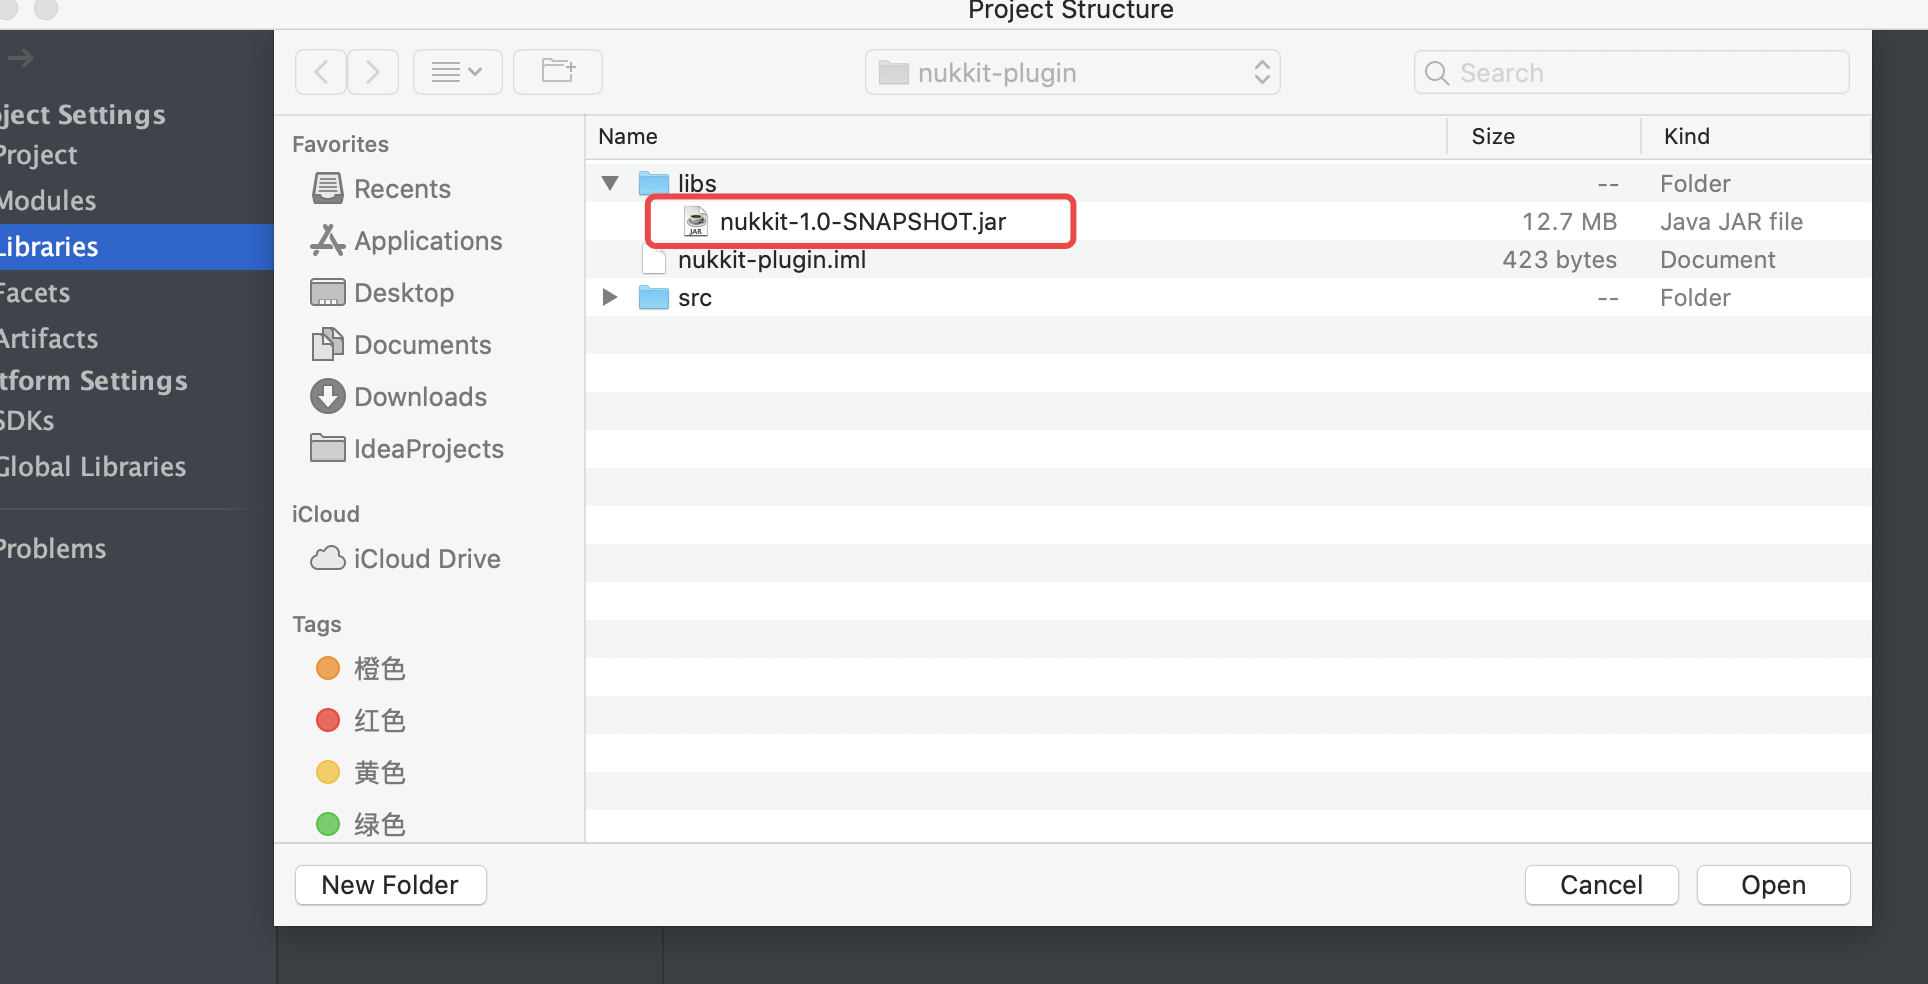 Project Structure
ject Settings
Project
Modules
Libraries
Facets
Artifacts
tform Settings
SDKs
Global Libraries
Problems
nukkit-plugin
Search
Favorites
Recents
Applications
Desktop
Documents
Downloads
IdeaProjects
iCloud
iCloud Drive
Tags
橙色
红色
黄色
绿色
Name Size Kind
libs -- Folder
nukkit-1.0-SNAPSHOT.jar 12.7 MB Java JAR file
nukkit-plugin.iml 423 bytes Document
src -- Folder
New Folder
Cancel
Open